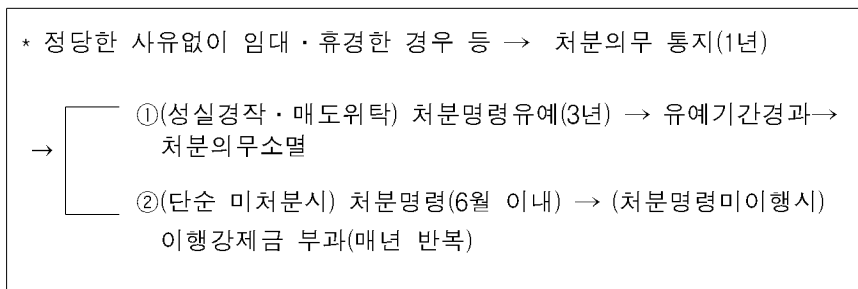 * 정당한 사유없이 임대·휴경한 경우 등 → 처분의무 통지(1년)
①(성실경작·매도위탁) 처분명령유예(3년) → 유예기간경과→
→ 처분의무소멸
②(단순 미처분시) 처분명령(6월 이내) → (처분명령미이행시)
이행강제금 부과(매년 반복)